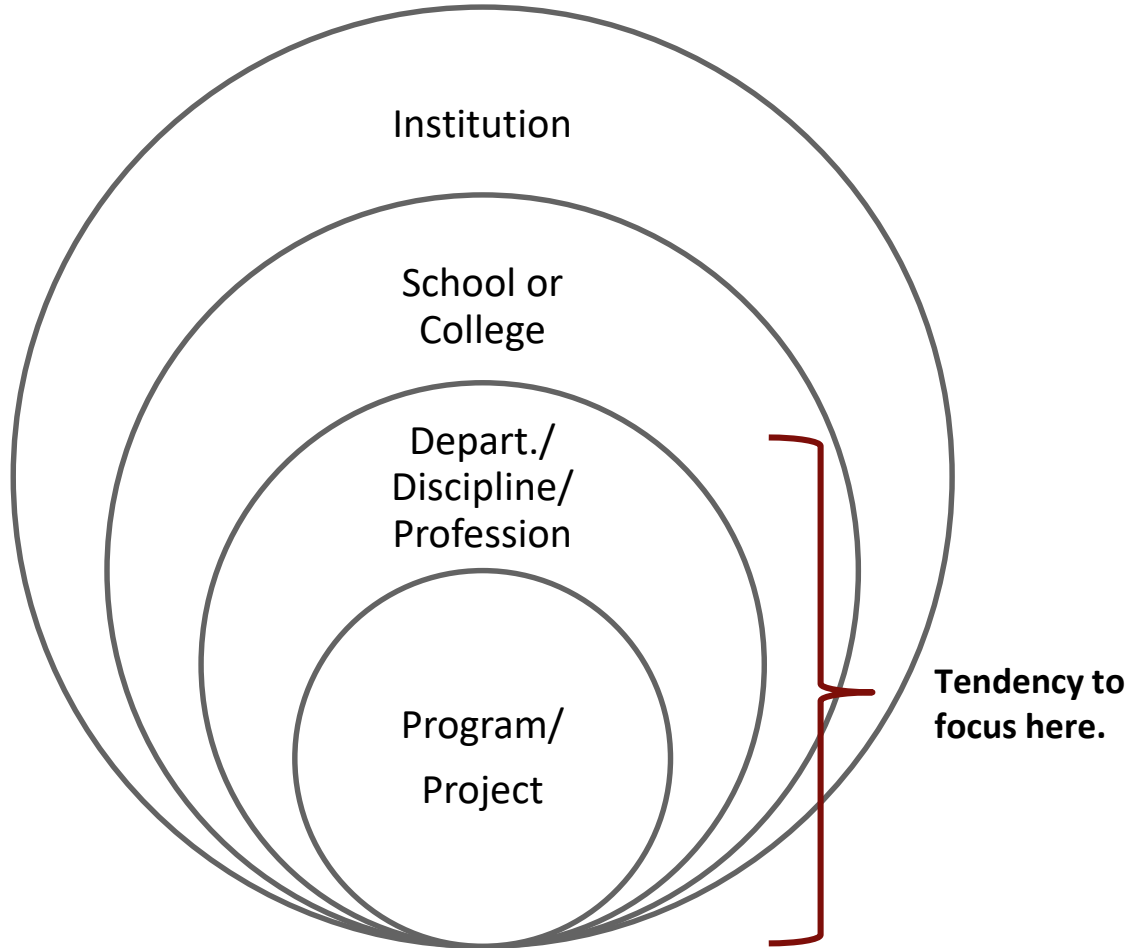 Institution
School or
College
Depart./
Discipline/
Profession
Program/
Project
Tendency to
focus here.